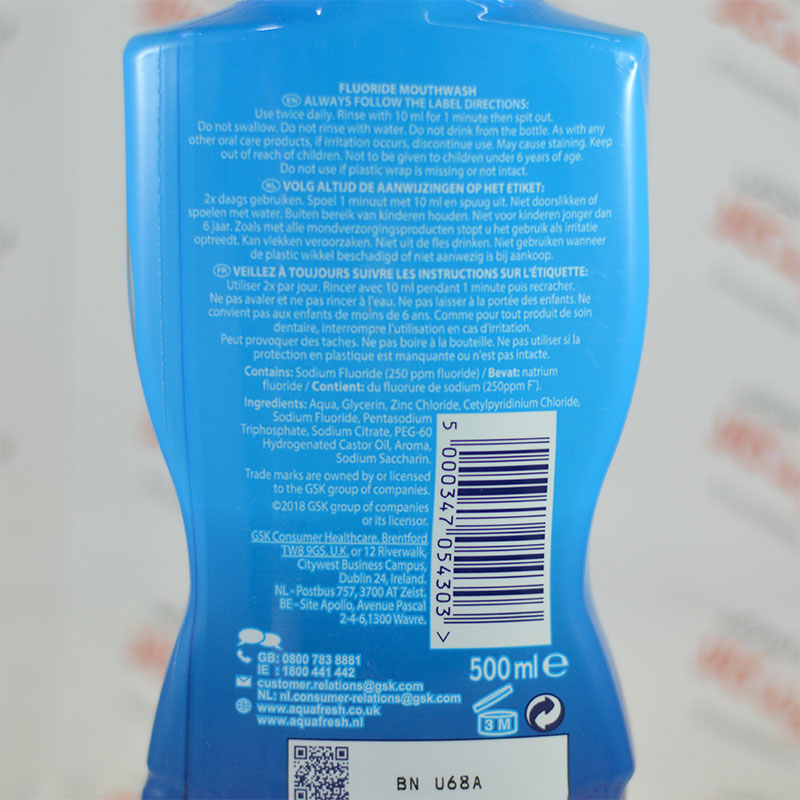 FLUORIDE MOUTHWASH
EN ALWAYS FOLLOW THE LABEL DIRECTIONS:
Use twice daily. Rinse with 10 ml for 1 minute then spit out.
Do not swallow. Do not rinse with water. Do not drink from the bottle. As with any
other oral care products, if irritation occurs, discontinue use. May cause staining. Keep
out of reach of children. Not to be given to children under 6 years of age.
Do not use if plastic wrap is missing or not intact.
NL VOLG ALTIJD DE AANWIJZINGEN OP HET ETIKET:
2x daags gebruiken. Spoel 1 minuut met 10 ml en spuug uit. Niet doorslikken of
spoelen met water. Buiten bereik van kinderen houden. Niet voor kinderen jonger dan
6 jaar. Zoals met alle mondverzorgingsproducten stopt u het gebruik als irritatie
optreedt. Kan vlekken veroorzaken. Niet uit de fles drinken. Niet gebruiken wanneer
de plastic wikkel beschadigd of niet aanwezig is bij aankoop.
FR VEILLEZ À TOUJOURS SUIVRE LES INSTRUCTIONS SUR L'ÉTIQUETTE:
Utiliser 2x par jour. Rincer avec 10 ml pendant 1 minute puis recracher.
Ne pas avaler et ne pas rincer à l'eau. Ne pas laisser à la portée des enfants. Ne
convient pas aux enfants de moins de 6 ans. Comme pour tout produit de soin
dentaire, interrompre l'utilisation en cas d'irritation.
Peut provoquer des taches. Ne pas boire à la bouteille. Ne pas utiliser si la
protection en plastique est manquante ou n'est pas intacte.
Contains: Sodium Fluoride (250 ppm fluoride) / Bevat: natrium
fluoride / Contient: du fluorure de sodium (250ppm F⁻).
Ingredients: Aqua, Glycerin, Zinc Chloride, Cetylpyridinium Chloride,
Sodium Fluoride, Pentasodium
Triphosphate, Sodium Citrate, PEG-60
Hydrogenated Castor Oil, Aroma,
Sodium Saccharin.
Trade marks are owned by or licensed
to the GSK group of companies.
©2018 GSK group of companies
or its licensor.
GSK Consumer Healthcare, Brentford
TW8 9GS, U.K. or 12 Riverwalk,
Citywest Business Campus,
Dublin 24, Ireland.
NL - Postbus 757, 3700 AT Zeist.
BE - Site Apollo, Avenue Pascal
2-4-6,1300 Wavre.
5 000347 054303 >
GB: 0800 783 8881
IE : 1800 441 442
customer.relations@gsk.com
NL: nl.consumer-relations@gsk.com
www.aquafresh.co.uk
www.aquafresh.nl
500 ml e
3 M
BN U68A